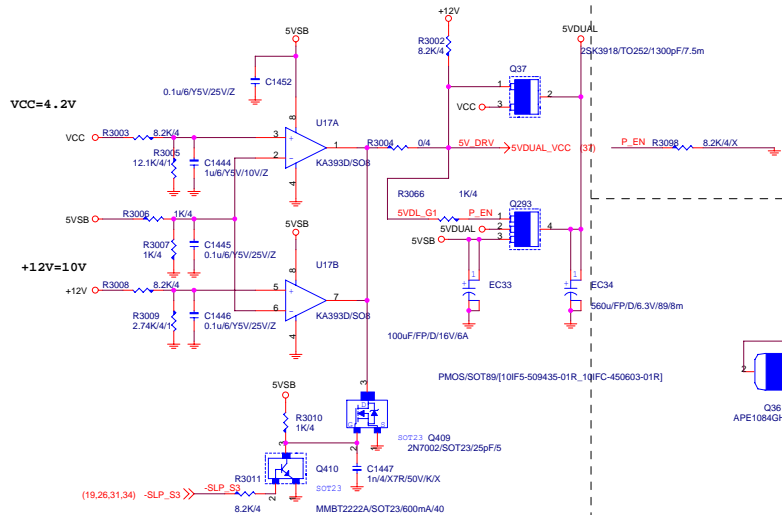 +12V
5VSB
5VDUAL
R3002
8.2K/4
2SK3918/TO252/1300pF/7.5m
Q37
C1452
0.1u/6/Y5V/25V/Z
1
2
VCC
3
VCC=4.2V
8
U17A
VCC
R3003
8.2K/4
3
+
1
R3004
0/4
5V_DRV
5VDUAL_VCC (37)
P_EN
R3098
8.2K/4/X
R3005
12.1K/4/1
C1444
1u/6/Y5V/10V/Z
2
-
KA393D/SO8
4
R3066
1K/4
5VSB
R3006
1K/4
5VDL_G1
P_EN
Q293
1
5VDUAL
2
4
5VSB
3
R3007
1K/4
C1445
0.1u/6/Y5V/25V/Z
5VSB
+12V=10V
8
U17B
+12V
R3008
8.2K/4
5
+
7
6
-
KA393D/SO8
4
R3009
2.74K/4/1
C1446
0.1u/6/Y5V/25V/Z
1
EC33
100uF/FP/D/16V/6A
1
EC34
560u/FP/D/6.3V/89/8m
PMOS/SOT89/[10IF5-509435-01R_10IFC-450603-01R]
2
Q36
APE1084GH
5VSB
3
R3010
1K/4
D
G
S
SOT23
Q409
2N7002/SOT23/25pF/5
2
1
3
Q410
SOT23
C1447
1n/4/X7R/50V/K/X
(19,26,31,34)
-SLP_S3
-SLP_S3
R3011
8.2K/4
2
1
MMBT2222A/SOT23/600mA/40